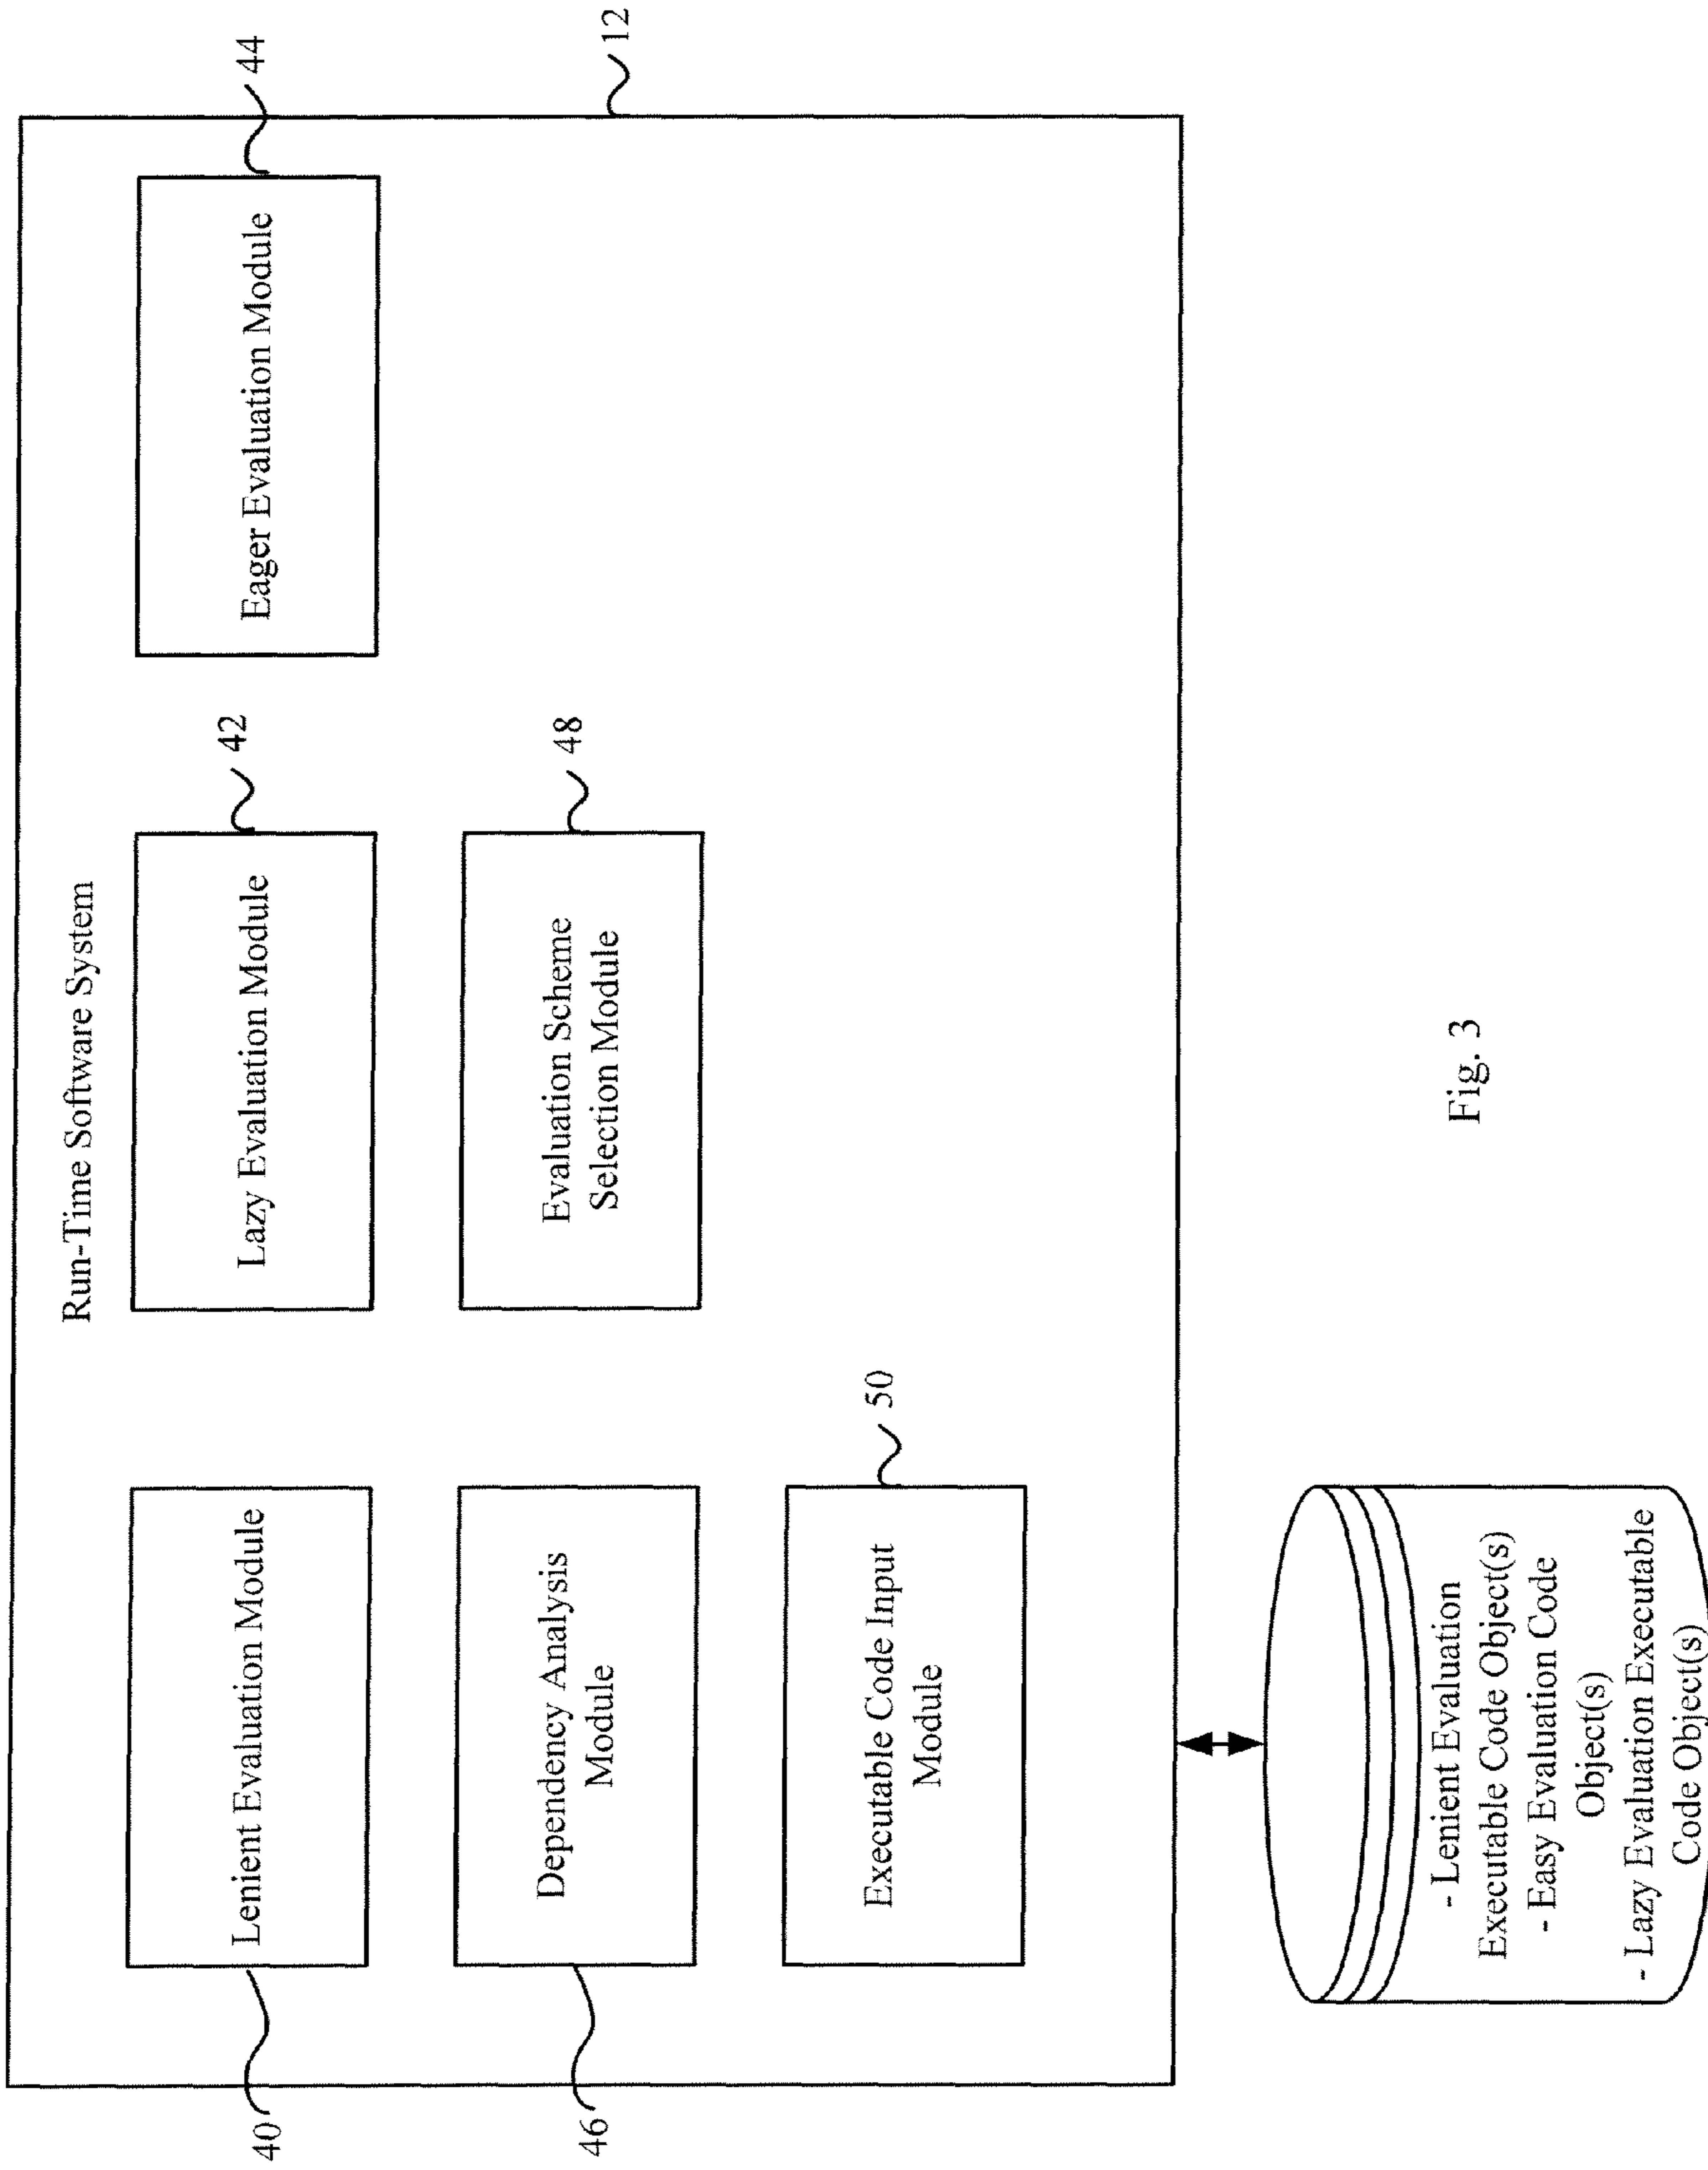 Run-Time Software System
12
40
Lenient Evaluation Module
Lazy Evaluation Module
42
Eager Evaluation Module
44
46
Dependency Analysis
Module
Evaluation Scheme
Selection Module
48
Executable Code Input
Module
50
- Lenient Evaluation
Executable Code Object(s)
- Easy Evaluation Code
Object(s)
- Lazy Evaluation Executable
Code Object(s)
Fig. 3